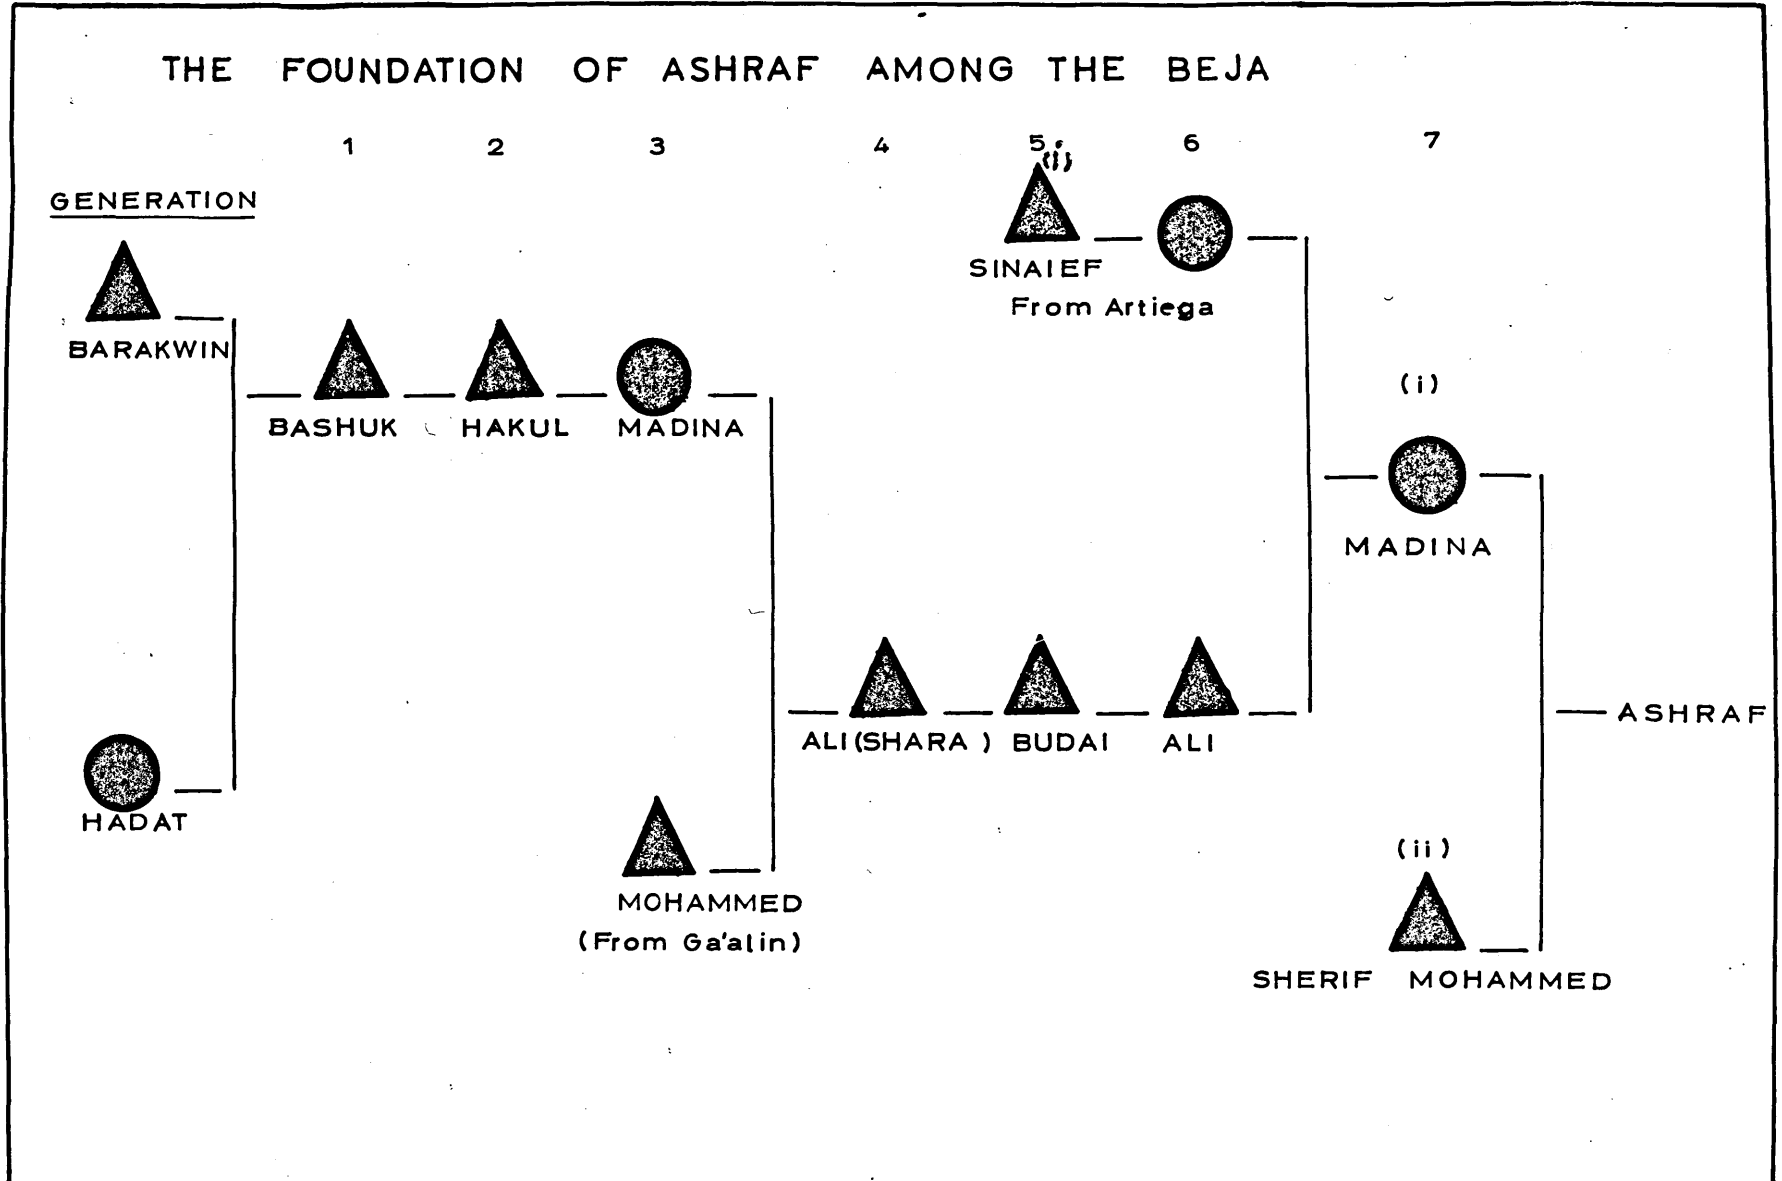 THE FOUNDATION OF ASHRAF AMONG THE BEJA
1 2 3 4 5 6 7
(i)
GENERATION
SINAIEF
From Artiega
BARAKWIN
(i)
BASHUK HAKUL MADINA
MADINA
ASHRAF
ALI (SHARA ) BUDAI ALI
HADAT
(ii)
MOHAMMED
(From Ga'alin)
SHERIF MOHAMMED